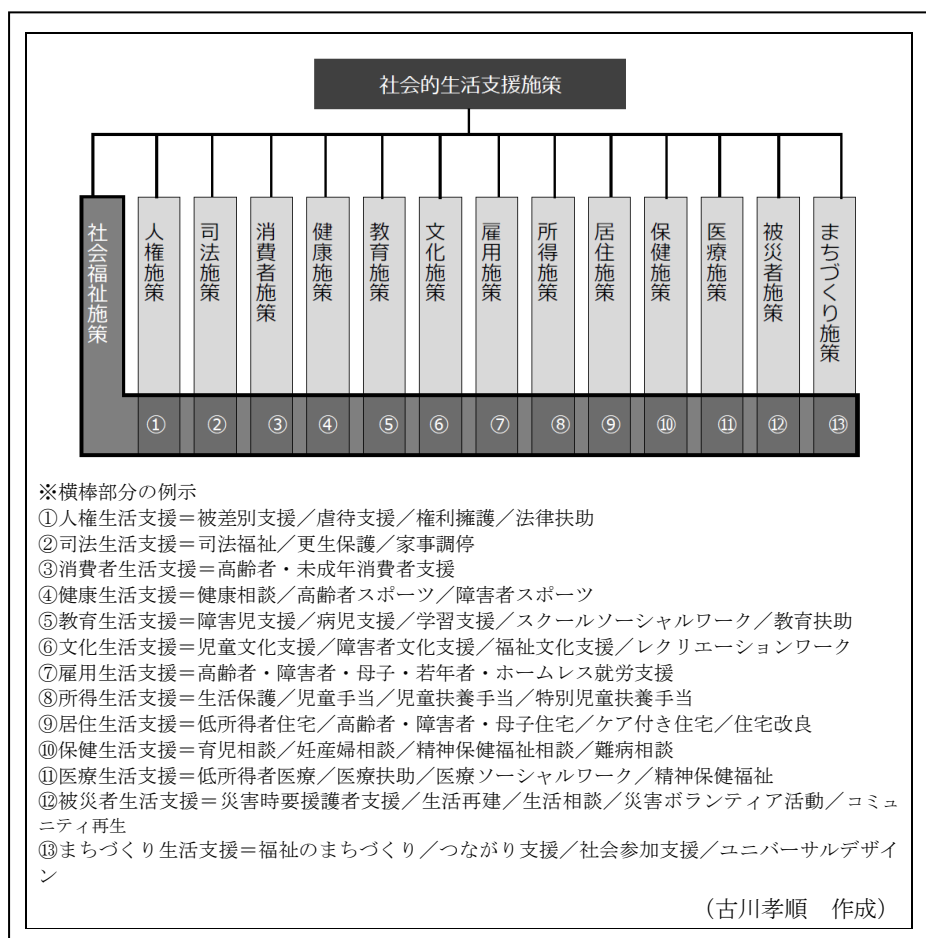 社会的生活支援施策
社会福祉施策
人権施策
司法施策
消費者施策
健康施策
教育施策
文化施策
雇用施策
所得施策
居住施策
保健施策
医療施策
被災者施策
まちづくり施策
① ② ③ ④ ⑤ ⑥ ⑦ ⑧ ⑨ ⑩ ⑪ ⑫ ⑬
※横棒部分の例示
①人権生活支援＝被差別支援／虐待支援／権利擁護／法律扶助
②司法生活支援＝司法福祉／更生保護／家事調停
③消費者生活支援＝高齢者・未成年消費者支援
④健康生活支援＝健康相談／高齢者スポーツ／障害者スポーツ
⑤教育生活支援＝障害児支援／病児支援／学習支援／スクールソーシャルワーク／教育扶助
⑥文化生活支援＝児童文化支援／障害者文化支援／福祉文化支援／レクリエーションワーク
⑦雇用生活支援＝高齢者・障害者・母子・若年者・ホームレス就労支援
⑧所得生活支援＝生活保護／児童手当／児童扶養手当／特別児童扶養手当
⑨居住生活支援＝低所得者住宅／高齢者・障害者・母子住宅／ケア付き住宅／住宅改良
⑩保健生活支援＝育児相談／妊産婦相談／精神保健福祉相談／難病相談
⑪医療生活支援＝低所得者医療／医療扶助／医療ソーシャルワーク／精神保健福祉
⑫被災者生活支援＝災害時要援護者支援／生活再建／生活相談／災害ボランティア活動／コミュ
ニティ再生
⑬まちづくり生活支援＝福祉のまちづくり／つながり支援／社会参加支援／ユニバーサルデザイ
ン
（古川孝順　作成）